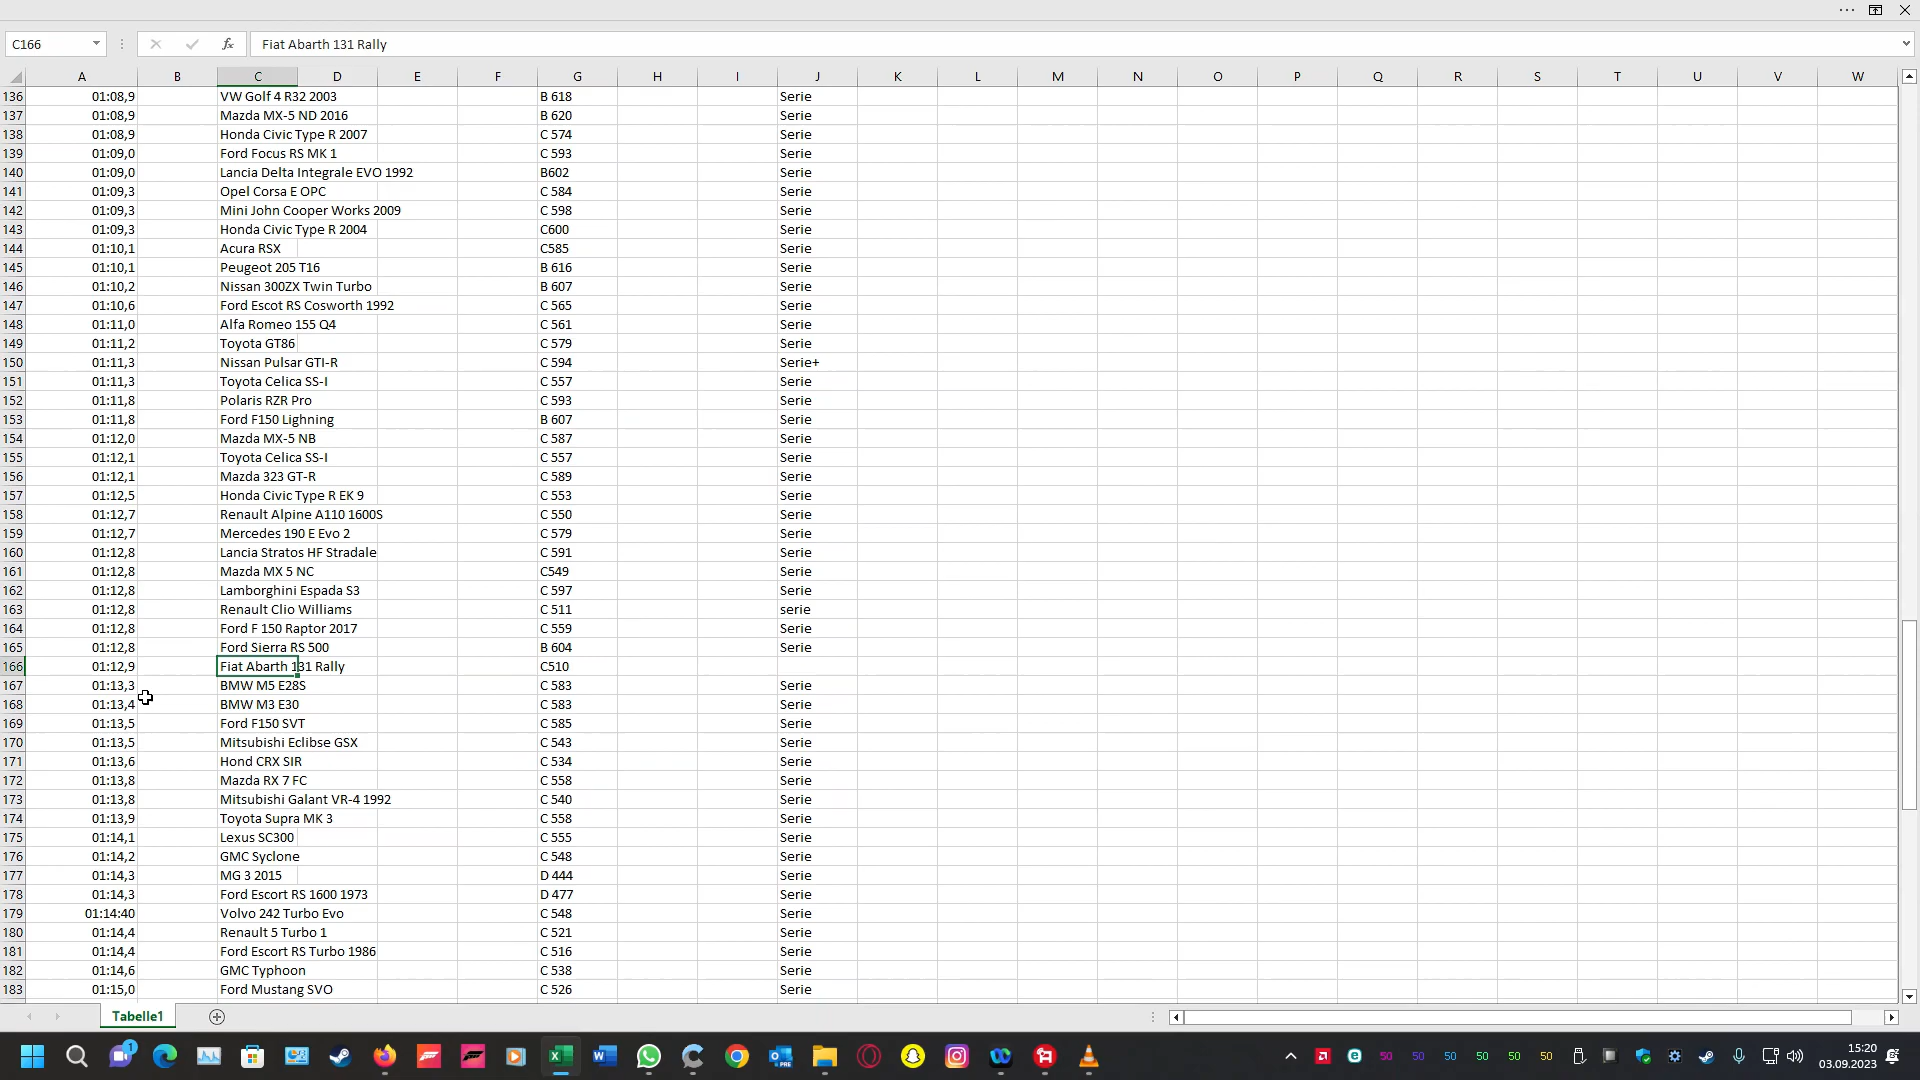 C166 fx Fiat Abarth 131 Rally
A B C D E F G H I J K L M N O P Q R S T U V W
136 01:08,9 VW Golf 4 R32 2003 B 618 Serie
137 01:08,9 Mazda MX-5 ND 2016 B 620 Serie
138 01:08,9 Honda Civic Type R 2007 C 574 Serie
139 01:09,0 Ford Focus RS MK 1 C 593 Serie
140 01:09,0 Lancia Delta Integrale EVO 1992 B602 Serie
141 01:09,3 Opel Corsa E OPC C 584 Serie
142 01:09,3 Mini John Cooper Works 2009 C 598 Serie
143 01:09,3 Honda Civic Type R 2004 C600 Serie
144 01:10,1 Acura RSX C585 Serie
145 01:10,1 Peugeot 205 T16 B 616 Serie
146 01:10,2 Nissan 300ZX Twin Turbo B 607 Serie
147 01:10,6 Ford Escot RS Cosworth 1992 C 565 Serie
148 01:11,0 Alfa Romeo 155 Q4 C 561 Serie
149 01:11,2 Toyota GT86 C 579 Serie
150 01:11,3 Nissan Pulsar GTI-R C 594 Serie+
151 01:11,3 Toyota Celica SS-I C 557 Serie
152 01:11,8 Polaris RZR Pro C 593 Serie
153 01:11,8 Ford F150 Lighning B 607 Serie
154 01:12,0 Mazda MX-5 NB C 587 Serie
155 01:12,1 Toyota Celica SS-I C 557 Serie
156 01:12,1 Mazda 323 GT-R C 589 Serie
157 01:12,5 Honda Civic Type R EK 9 C 553 Serie
158 01:12,7 Renault Alpine A110 1600S C 550 Serie
159 01:12,7 Mercedes 190 E Evo 2 C 579 Serie
160 01:12,8 Lancia Stratos HF Stradale C 591 Serie
161 01:12,8 Mazda MX 5 NC C549 Serie
162 01:12,8 Lamborghini Espada S3 C 597 Serie
163 01:12,8 Renault Clio Williams C 511 serie
164 01:12,8 Ford F 150 Raptor 2017 C 559 Serie
165 01:12,8 Ford Sierra RS 500 B 604 Serie
166 01:12,9 Fiat Abarth 131 Rally C510
167 01:13,3 BMW M5 E28S C 583 Serie
168 01:13,4 BMW M3 E30 C 583 Serie
169 01:13,5 Ford F150 SVT C 585 Serie
170 01:13,5 Mitsubishi Eclibse GSX C 543 Serie
171 01:13,6 Hond CRX SIR C 534 Serie
172 01:13,8 Mazda RX 7 FC C 558 Serie
173 01:13,8 Mitsubishi Galant VR-4 1992 C 540 Serie
174 01:13,9 Toyota Supra MK 3 C 558 Serie
175 01:14,1 Lexus SC300 C 555 Serie
176 01:14,2 GMC Syclone C 548 Serie
177 01:14,3 MG 3 2015 D 444 Serie
178 01:14,3 Ford Escort RS 1600 1973 D 477 Serie
179 01:14:40 Volvo 242 Turbo Evo C 548 Serie
180 01:14,4 Renault 5 Turbo 1 C 521 Serie
181 01:14,4 Ford Escort RS Turbo 1986 C 516 Serie
182 01:14,6 GMC Typhoon C 538 Serie
183 01:15,0 Ford Mustang SVO C 526 Serie
Tabelle1
1 50 50 50 50 50 50 15:20
03.09.2023